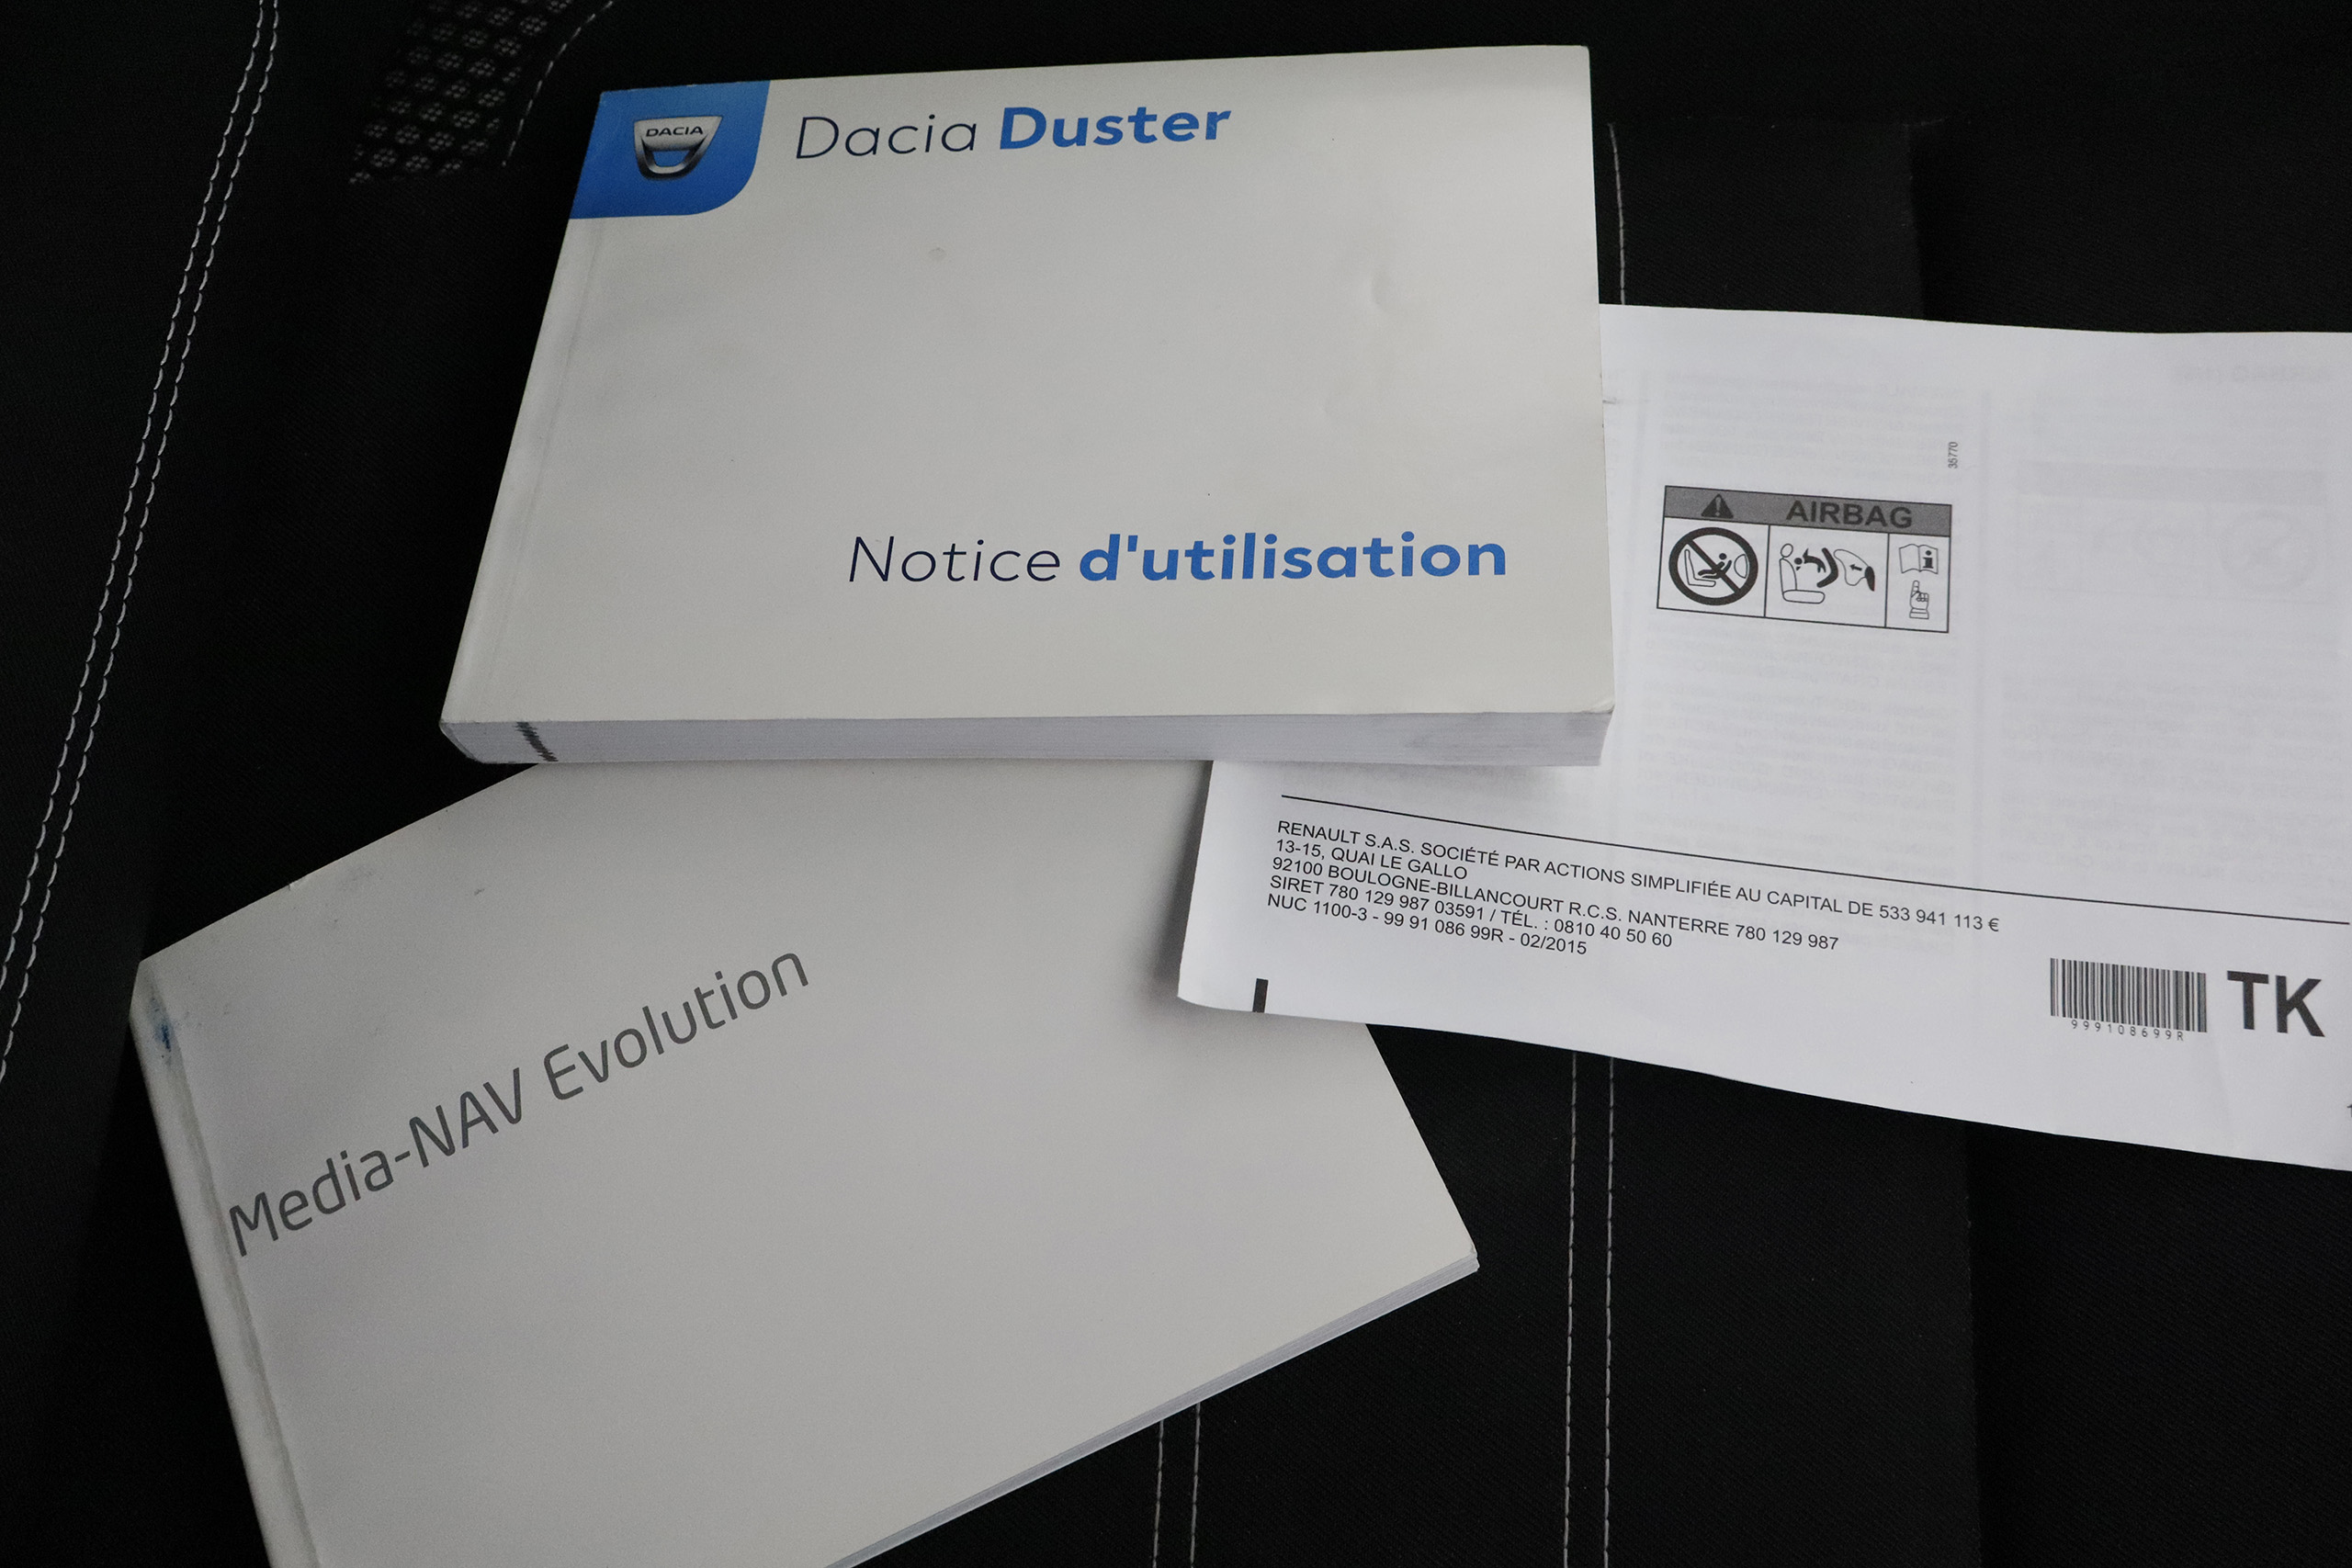 DACIA
Dacia Duster
Notice d'utilisation
35770
AIRBAG
RENAULT S.A.S. SOCIÉTÉ PAR ACTIONS SIMPLIFIÉE AU CAPITAL DE 533 941 113 €
13-15, QUAI LE GALLO
92100 BOULOGNE-BILLANCOURT R.C.S. NANTERRE 780 129 987
SIRET 780 129 987 03591 / TÉL. : 0810 40 50 60
NUC 1100-3 - 99 91 086 99R - 02/2015
999108699R
TK
Media-NAV Evolution